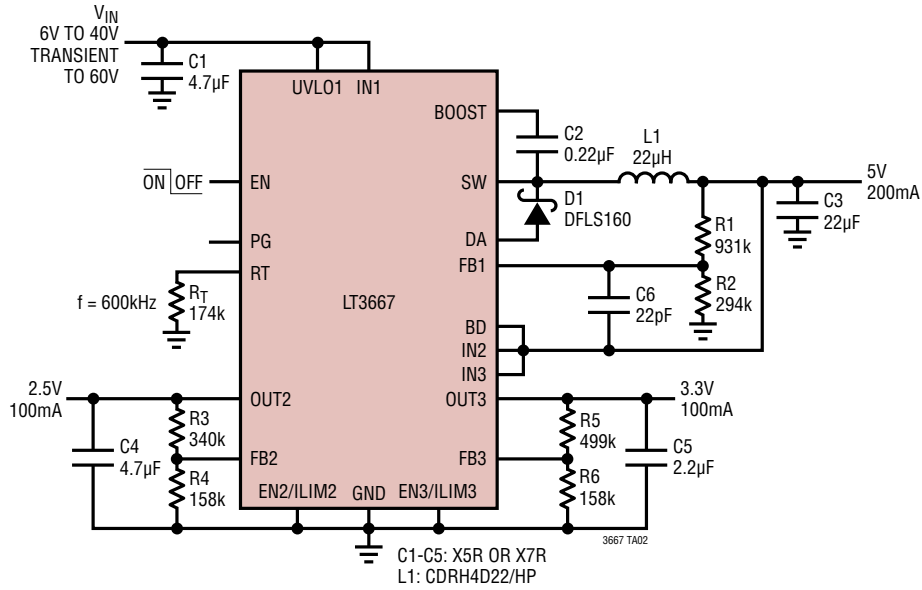 VIN
6V TO 40V
TRANSIENT
TO 60V
C1
4.7µF
UVLO1 IN1
BOOST
C2
0.22µF
L1
22µH
ON OFF
EN
SW
5V
200mA
D1
DFLS160
C3
22µF
R1
931k
PG
DA
RT
FB1
f = 600kHz
RT
174k
LT3667
C6
22pF
R2
294k
BD
IN2
IN3
2.5V
100mA
OUT2
OUT3
3.3V
100mA
R3
340k
R5
499k
C4
4.7µF
FB2
FB3
C5
2.2µF
R4
158k
R6
158k
EN2/ILIM2 GND EN3/ILIM3
3667 TA02
C1-C5: X5R OR X7R
L1: CDRH4D22/HP